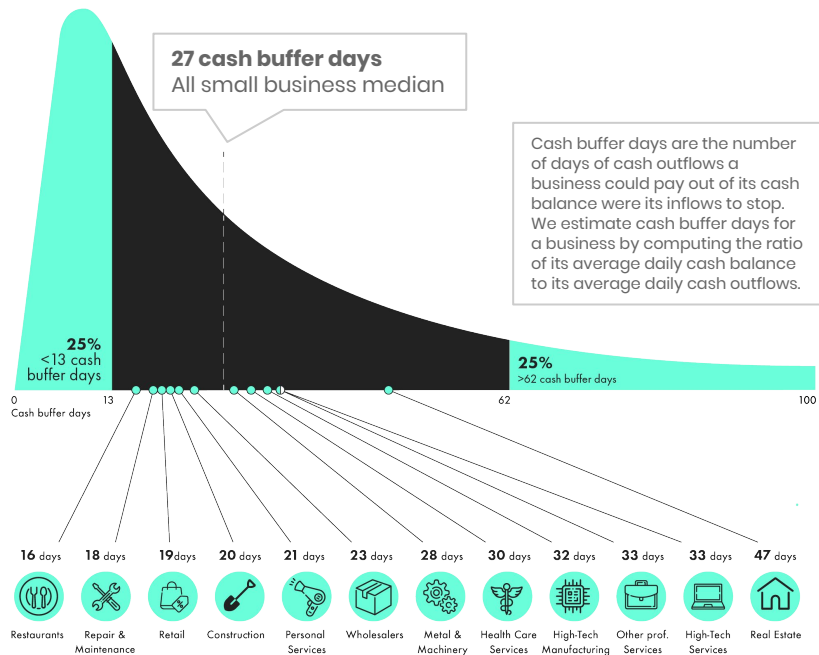 27 cash buffer days
All small business median
Cash buffer days are the number
of days of cash outflows a
business could pay out of its cash
balance were its inflows to stop.
We estimate cash buffer days for
a business by computing the ratio
of its average daily cash balance
to its average daily cash outflows.
25%
<13 cash
buffer days
25%
>62 cash buffer days
0
13
62
100
Cash buffer days
16 days
18 days
19days
20 days
21 days
23 days
28 days
30 days
32 days
33 days
33 days
47 days
Restaurants
Repair &
Maintenance
Retail
Construction
Personal
Services
Wholesalers
Metal &
Machinery
Health Care
Services
High-Tech
Manufacturing
Other prof.
Services
High-Tech
Services
Real Estate